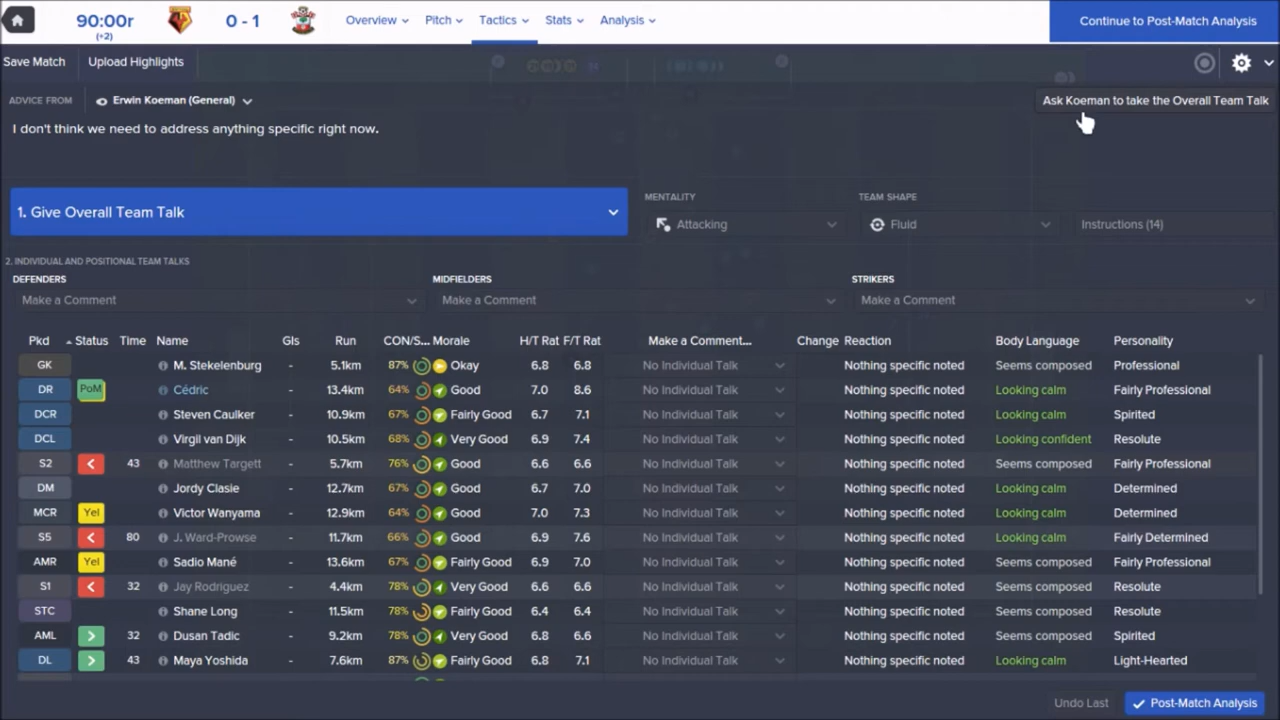 90:00r 0 - 1 Overview Pitch Tactics Stats Analysis Continue to Post-Match Analysis
(+2)
Save Match Upload Highlights
ADVICE FROM Erwin Koeman (General) Ask Koeman to take the Overall Team Talk
I don't think we need to address anything specific right now.
MENTALITY TEAM SHAPE
1. Give Overall Team Talk Attacking Fluid Instructions (14)
2. INDIVIDUAL AND POSITIONAL TEAM TALKS
DEFENDERS MIDFIELDERS STRIKERS
Make a Comment Make a Comment Make a Comment
Pkd Status Time Name Gls Run CON/S... Morale H/T Rat F/T Rat Make a Comment... Change Reaction Body Language Personality
GK M. Stekelenburg - 5.1km 87% Okay 6.8 6.8 No Individual Talk Nothing specific noted Seems composed Professional
DR PoM Cédric - 13.4km 64% Good 7.0 8.6 No Individual Talk Nothing specific noted Looking calm Fairly Professional
DCR Steven Caulker - 10.9km 67% Fairly Good 6.7 7.1 No Individual Talk Nothing specific noted Looking calm Spirited
DCL Virgil van Dijk - 10.5km 68% Very Good 6.9 7.4 No Individual Talk Nothing specific noted Looking confident Resolute
S2 43 Matthew Targett - 5.7km 76% Good 6.6 6.6 No Individual Talk Nothing specific noted Seems composed Fairly Professional
DM Jordy Clasie - 12.7km 67% Good 6.7 7.0 No Individual Talk Nothing specific noted Looking calm Determined
MCR Yel Victor Wanyama - 12.9km 64% Good 7.0 7.3 No Individual Talk Nothing specific noted Looking calm Determined
S5 80 J. Ward-Prowse - 11.7km 66% Good 6.9 7.6 No Individual Talk Nothing specific noted Looking calm Fairly Determined
AMR Yel Sadio Mané - 13.6km 67% Fairly Good 6.9 7.0 No Individual Talk Nothing specific noted Seems composed Fairly Professional
S1 32 Jay Rodriguez - 4.4km 78% Very Good 6.6 6.6 No Individual Talk Nothing specific noted Seems composed Resolute
STC Shane Long - 11.5km 78% Fairly Good 6.4 6.4 No Individual Talk Nothing specific noted Seems composed Resolute
AML 32 Dusan Tadic - 9.2km 78% Very Good 6.8 6.6 No Individual Talk Nothing specific noted Seems composed Spirited
DL 43 Maya Yoshida - 7.6km 87% Fairly Good 6.8 7.1 No Individual Talk Nothing specific noted Looking calm Light-Hearted
Undo Last Post-Match Analysis